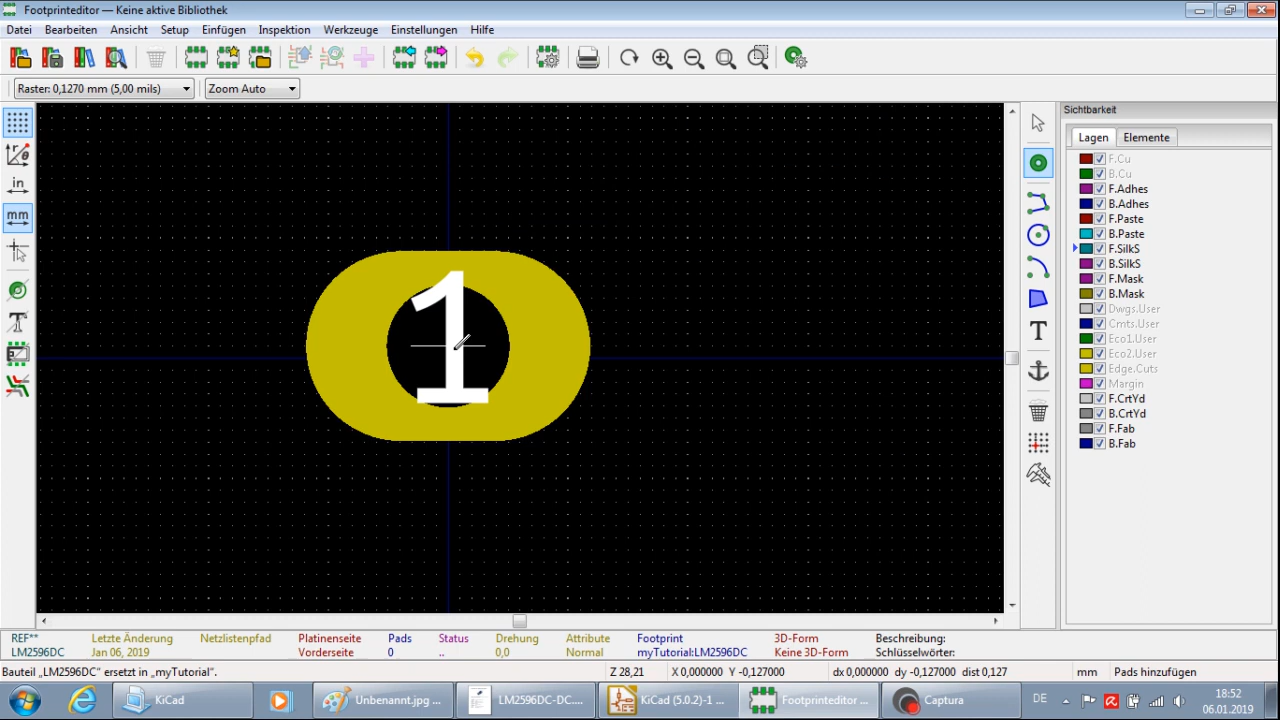 Footprinteditor — Keine aktive Bibliothek
Datei Bearbeiten Ansicht Setup Einfügen Inspektion Werkzeuge Einstellungen Hilfe
Raster: 0,1270 mm (5,00 mils) Zoom Auto
Sichtbarkeit
Lagen Elemente
F.Cu
B.Cu
F.Adhes
B.Adhes
F.Paste
B.Paste
F.SilkS
B.SilkS
F.Mask
B.Mask
Dwgs.User
Cmts.User
Eco1.User
Eco2.User
Edge.Cuts
Margin
F.CrtYd
B.CrtYd
F.Fab
B.Fab
in
mm
T
1
T
REF** Letzte Änderung Netzlistenpfad Platinenseite Pads Status Drehung Attribute Footprint 3D-Form Beschreibung:
LM2596DC Jan 06, 2019 Vorderseite 0 .. 0,0 Normal myTutorial:LM2596DC Keine 3D-Form Schlüsselwörter:
Bauteil „LM2596DC“ ersetzt in „myTutorial“. Z 28,21 X 0,000000 Y -0,127000 dx 0,000000 dy -0,127000 dist 0,127 mm Pads hinzufügen
KiCad Unbenannt.jpg ... LM2596DC-DC.... KiCad (5.0.2)-1 ... Footprinteditor ... Captura DE 18:52
06.01.2019